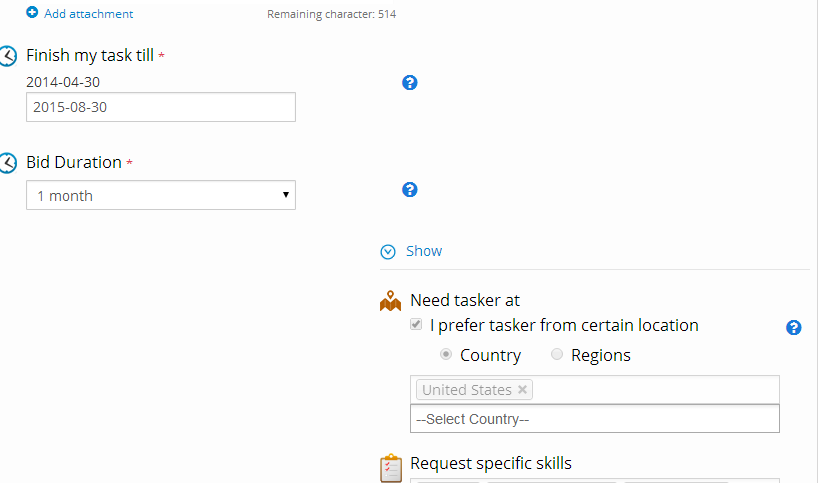 Add attachment
Remaining character: 514
Finish my task till *
2014-04-30
2015-08-30
Bid Duration *
1 month
Show
Need tasker at
I prefer tasker from certain location
Country
Regions
United States
--Select Country--
Request specific skills